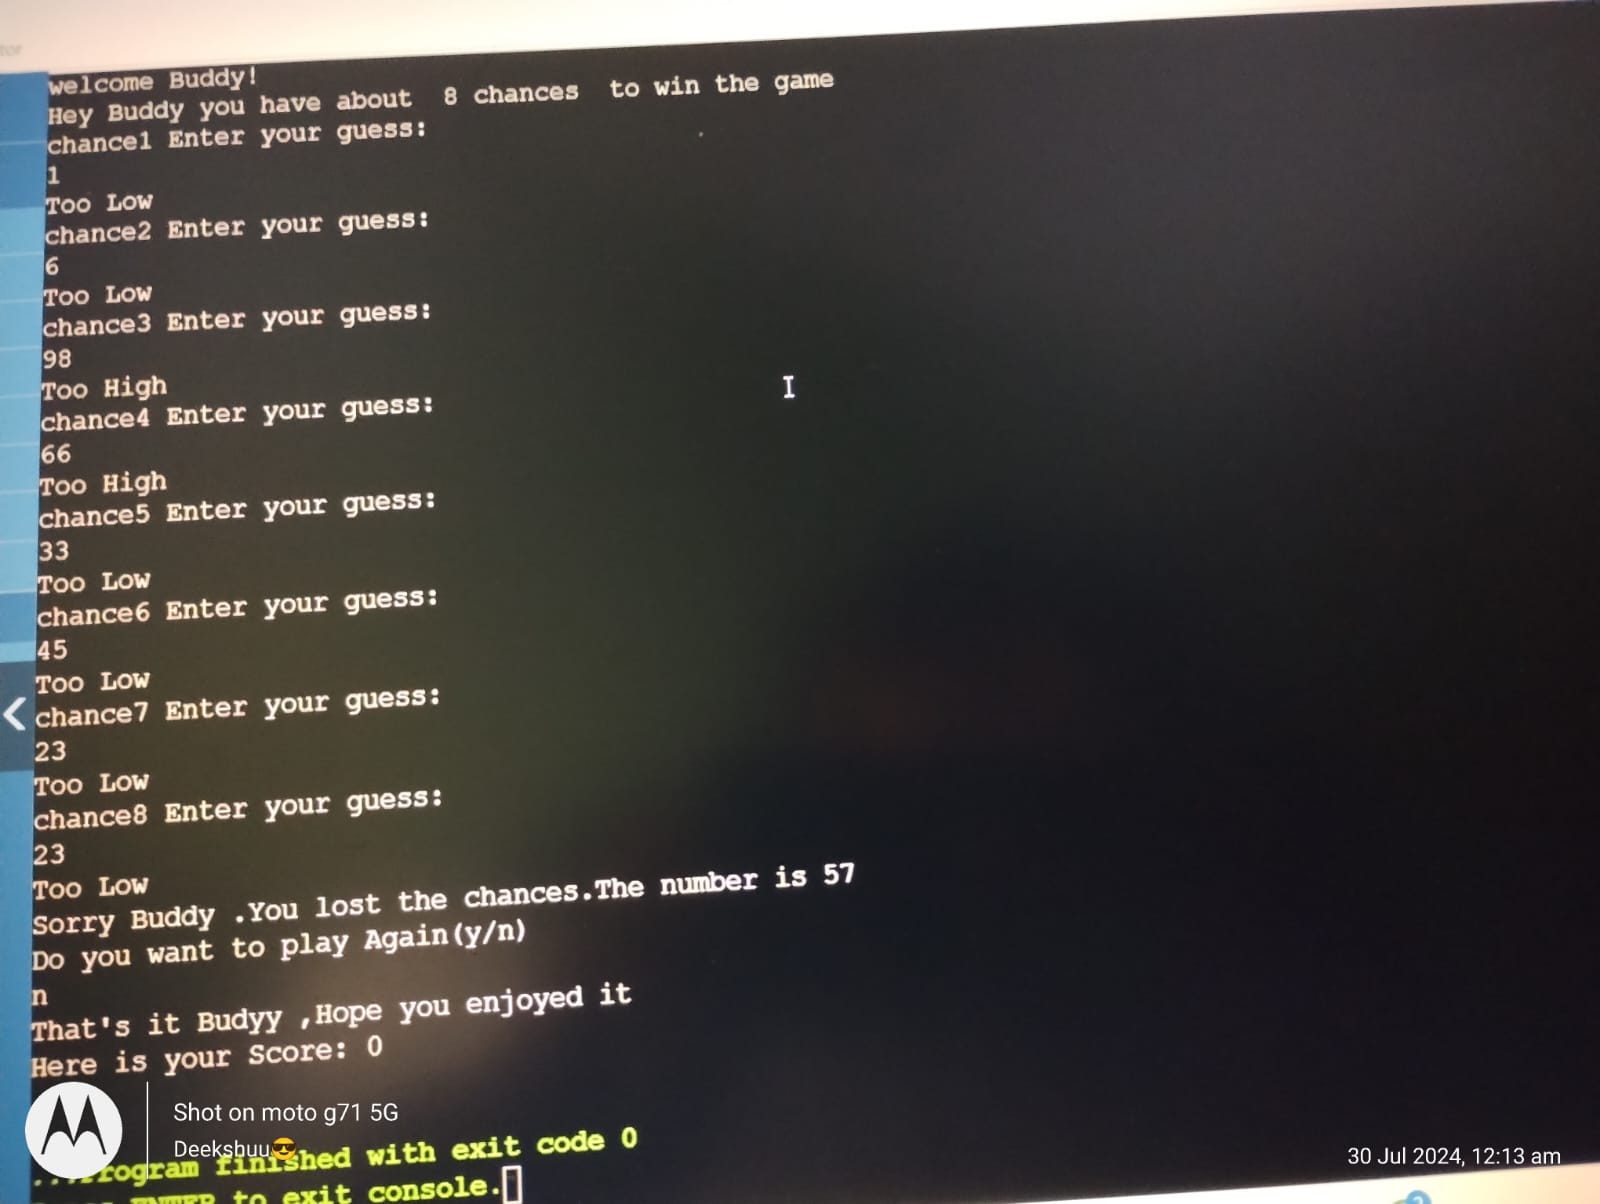 tor
welcome Buddy!
Hey Buddy you have about  8 chances  to win the game
chance1 Enter your guess:
1
Too Low
chance2 Enter your guess:
6
Too Low
chance3 Enter your guess:
98
Too High
chance4 Enter your guess:
66
Too High
chance5 Enter your guess:
33
Too Low
chance6 Enter your guess:
45
Too Low
chance7 Enter your guess:
23
Too Low
chance8 Enter your guess:
23
Too Low
Sorry Buddy .You lost the chances.The number is 57
Do you want to play Again(y/n)
n
That's it Budyy ,Hope you enjoyed it
Here is your Score: 0
Shot on moto g71 5G
Deekshuu😎
...Program finished with exit code 0
ENTER to exit console.
30 Jul 2024, 12:13 am